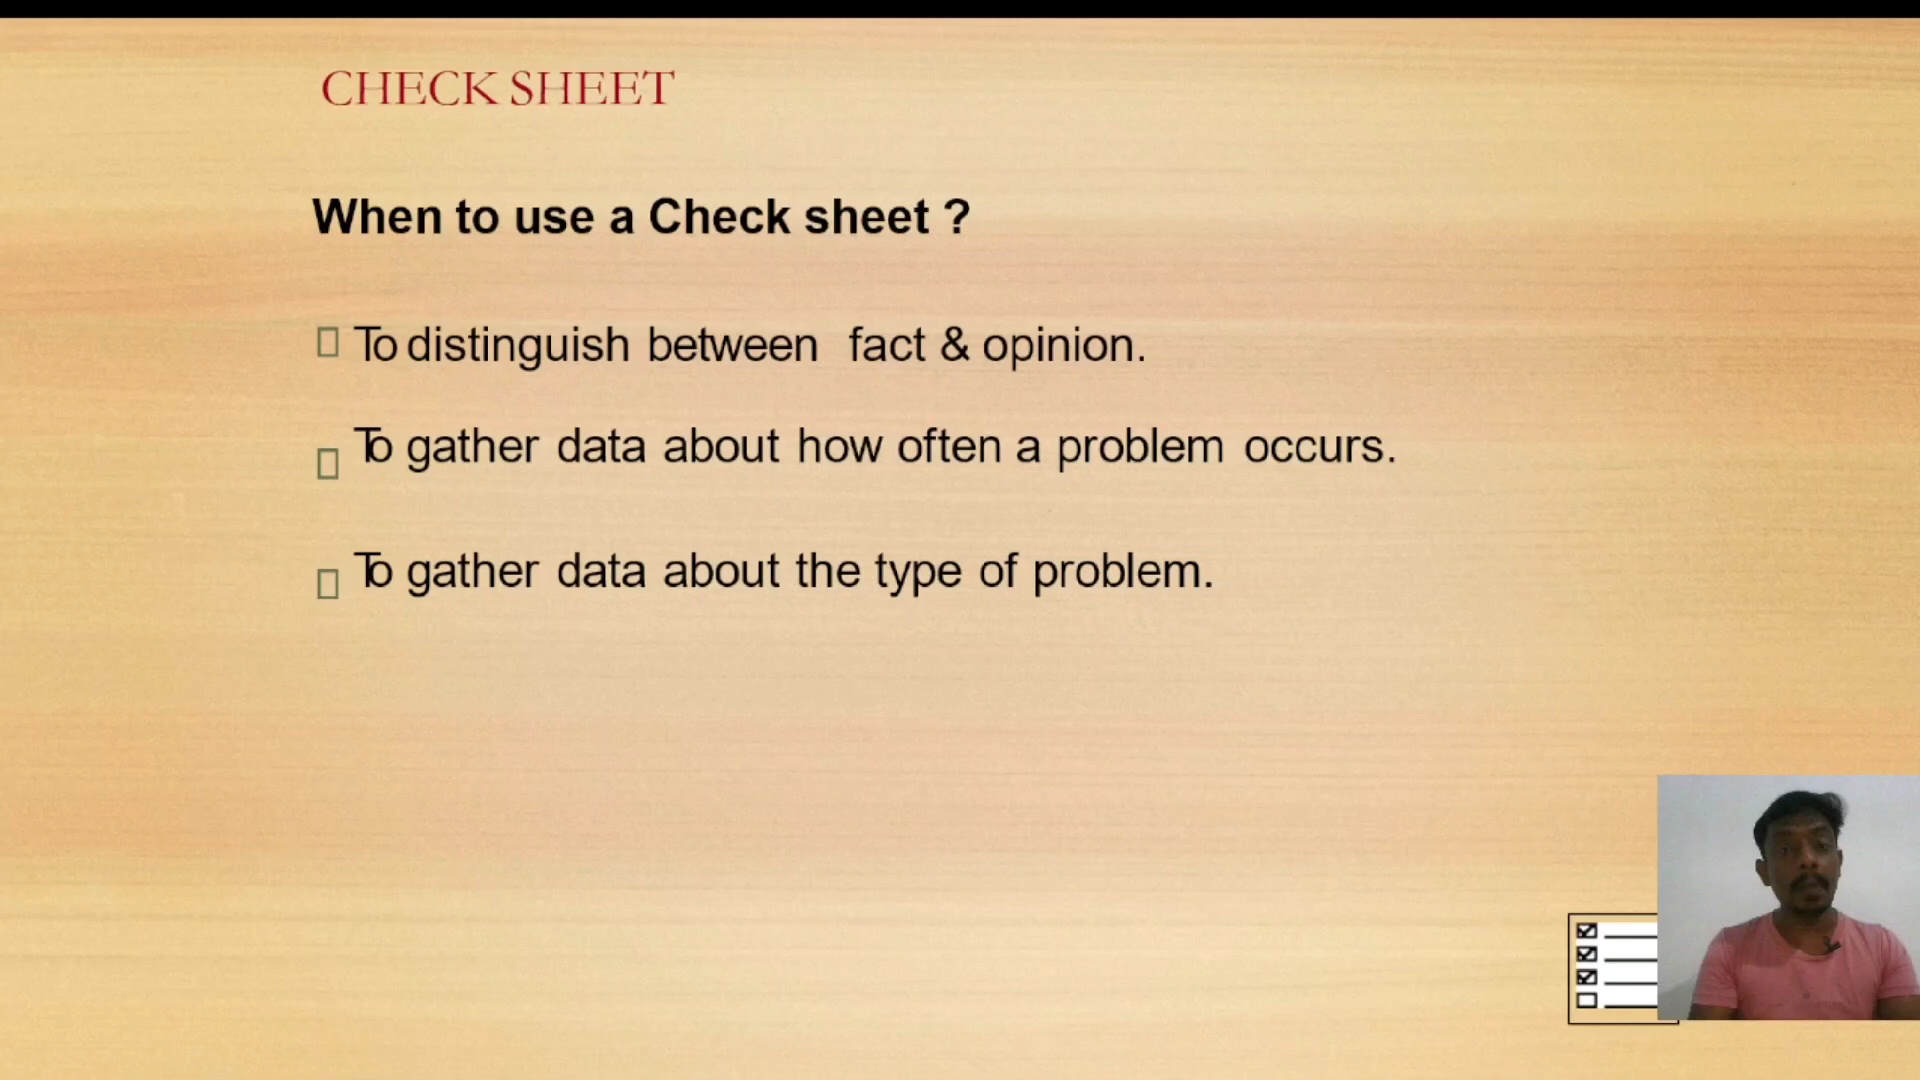 CHECK SHEET
When to use a Check sheet ?
To distinguish between fact & opinion.
To gather data about how often a problem occurs.
To gather data about the type of problem.